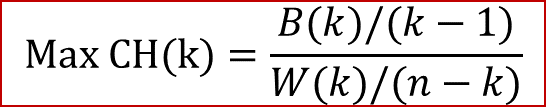 Max CH(k) = B(k)/(k − 1) / W(k)/(n − k)